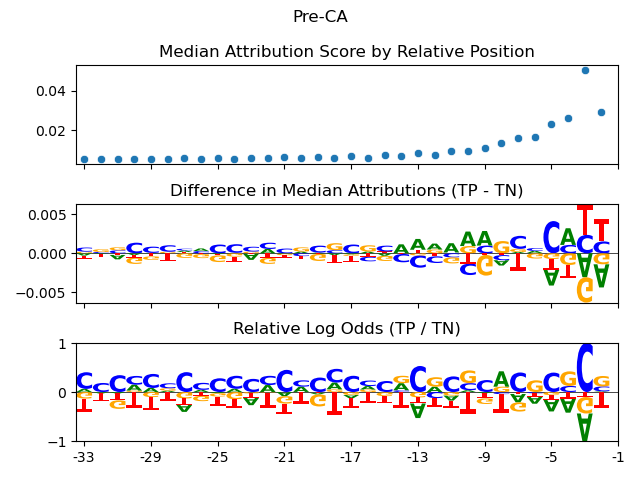 Pre-CA
Median Attribution Score by Relative Position
0.04
0.02
Difference in Median Attributions (TP - TN)
0.005
0.000
−0.005
Relative Log Odds (TP / TN)
1
0
−1
-33 -29 -25 -21 -17 -13 -9 -5 -1